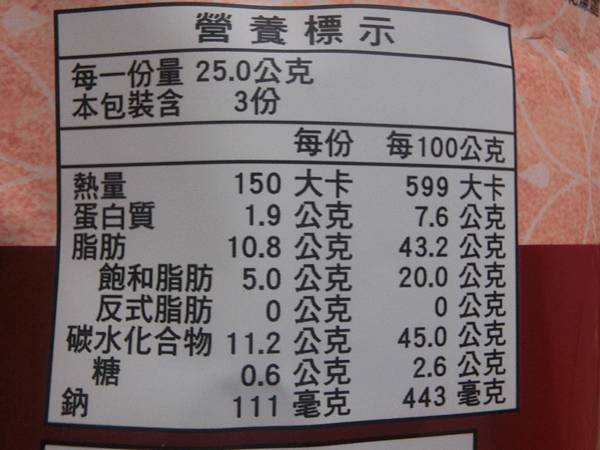 營養標示
每一份量 25.0公克
本包裝含 3份
每份 每100公克
熱量 150 大卡 599 大卡
蛋白質 1.9 公克 7.6 公克
脂肪 10.8 公克 43.2 公克
飽和脂肪 5.0 公克 20.0 公克
反式脂肪 0 公克 0 公克
碳水化合物 11.2 公克 45.0 公克
糖 0.6 公克 2.6 公克
鈉 111 毫克 443 毫克